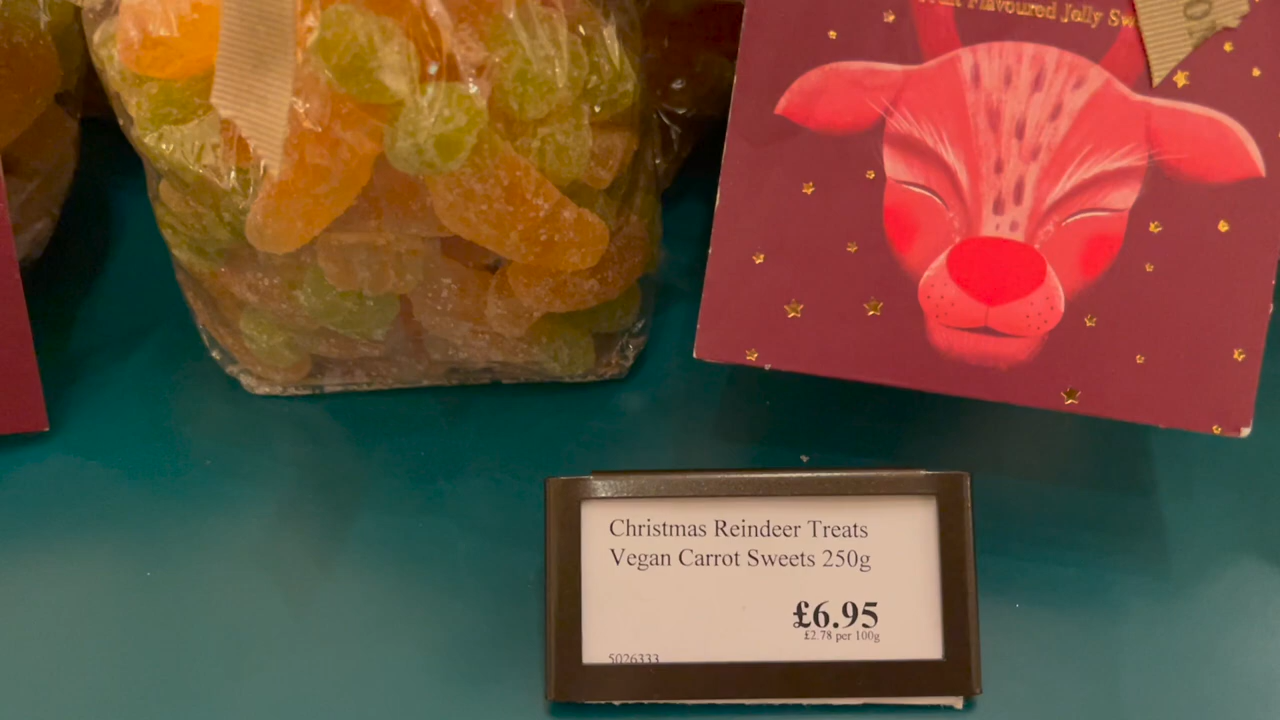 Flavoured Jelly
Christmas Reindeer Treats
Vegan Carrot Sweets 250g
£6.95
£2.78 per 100g
5026333